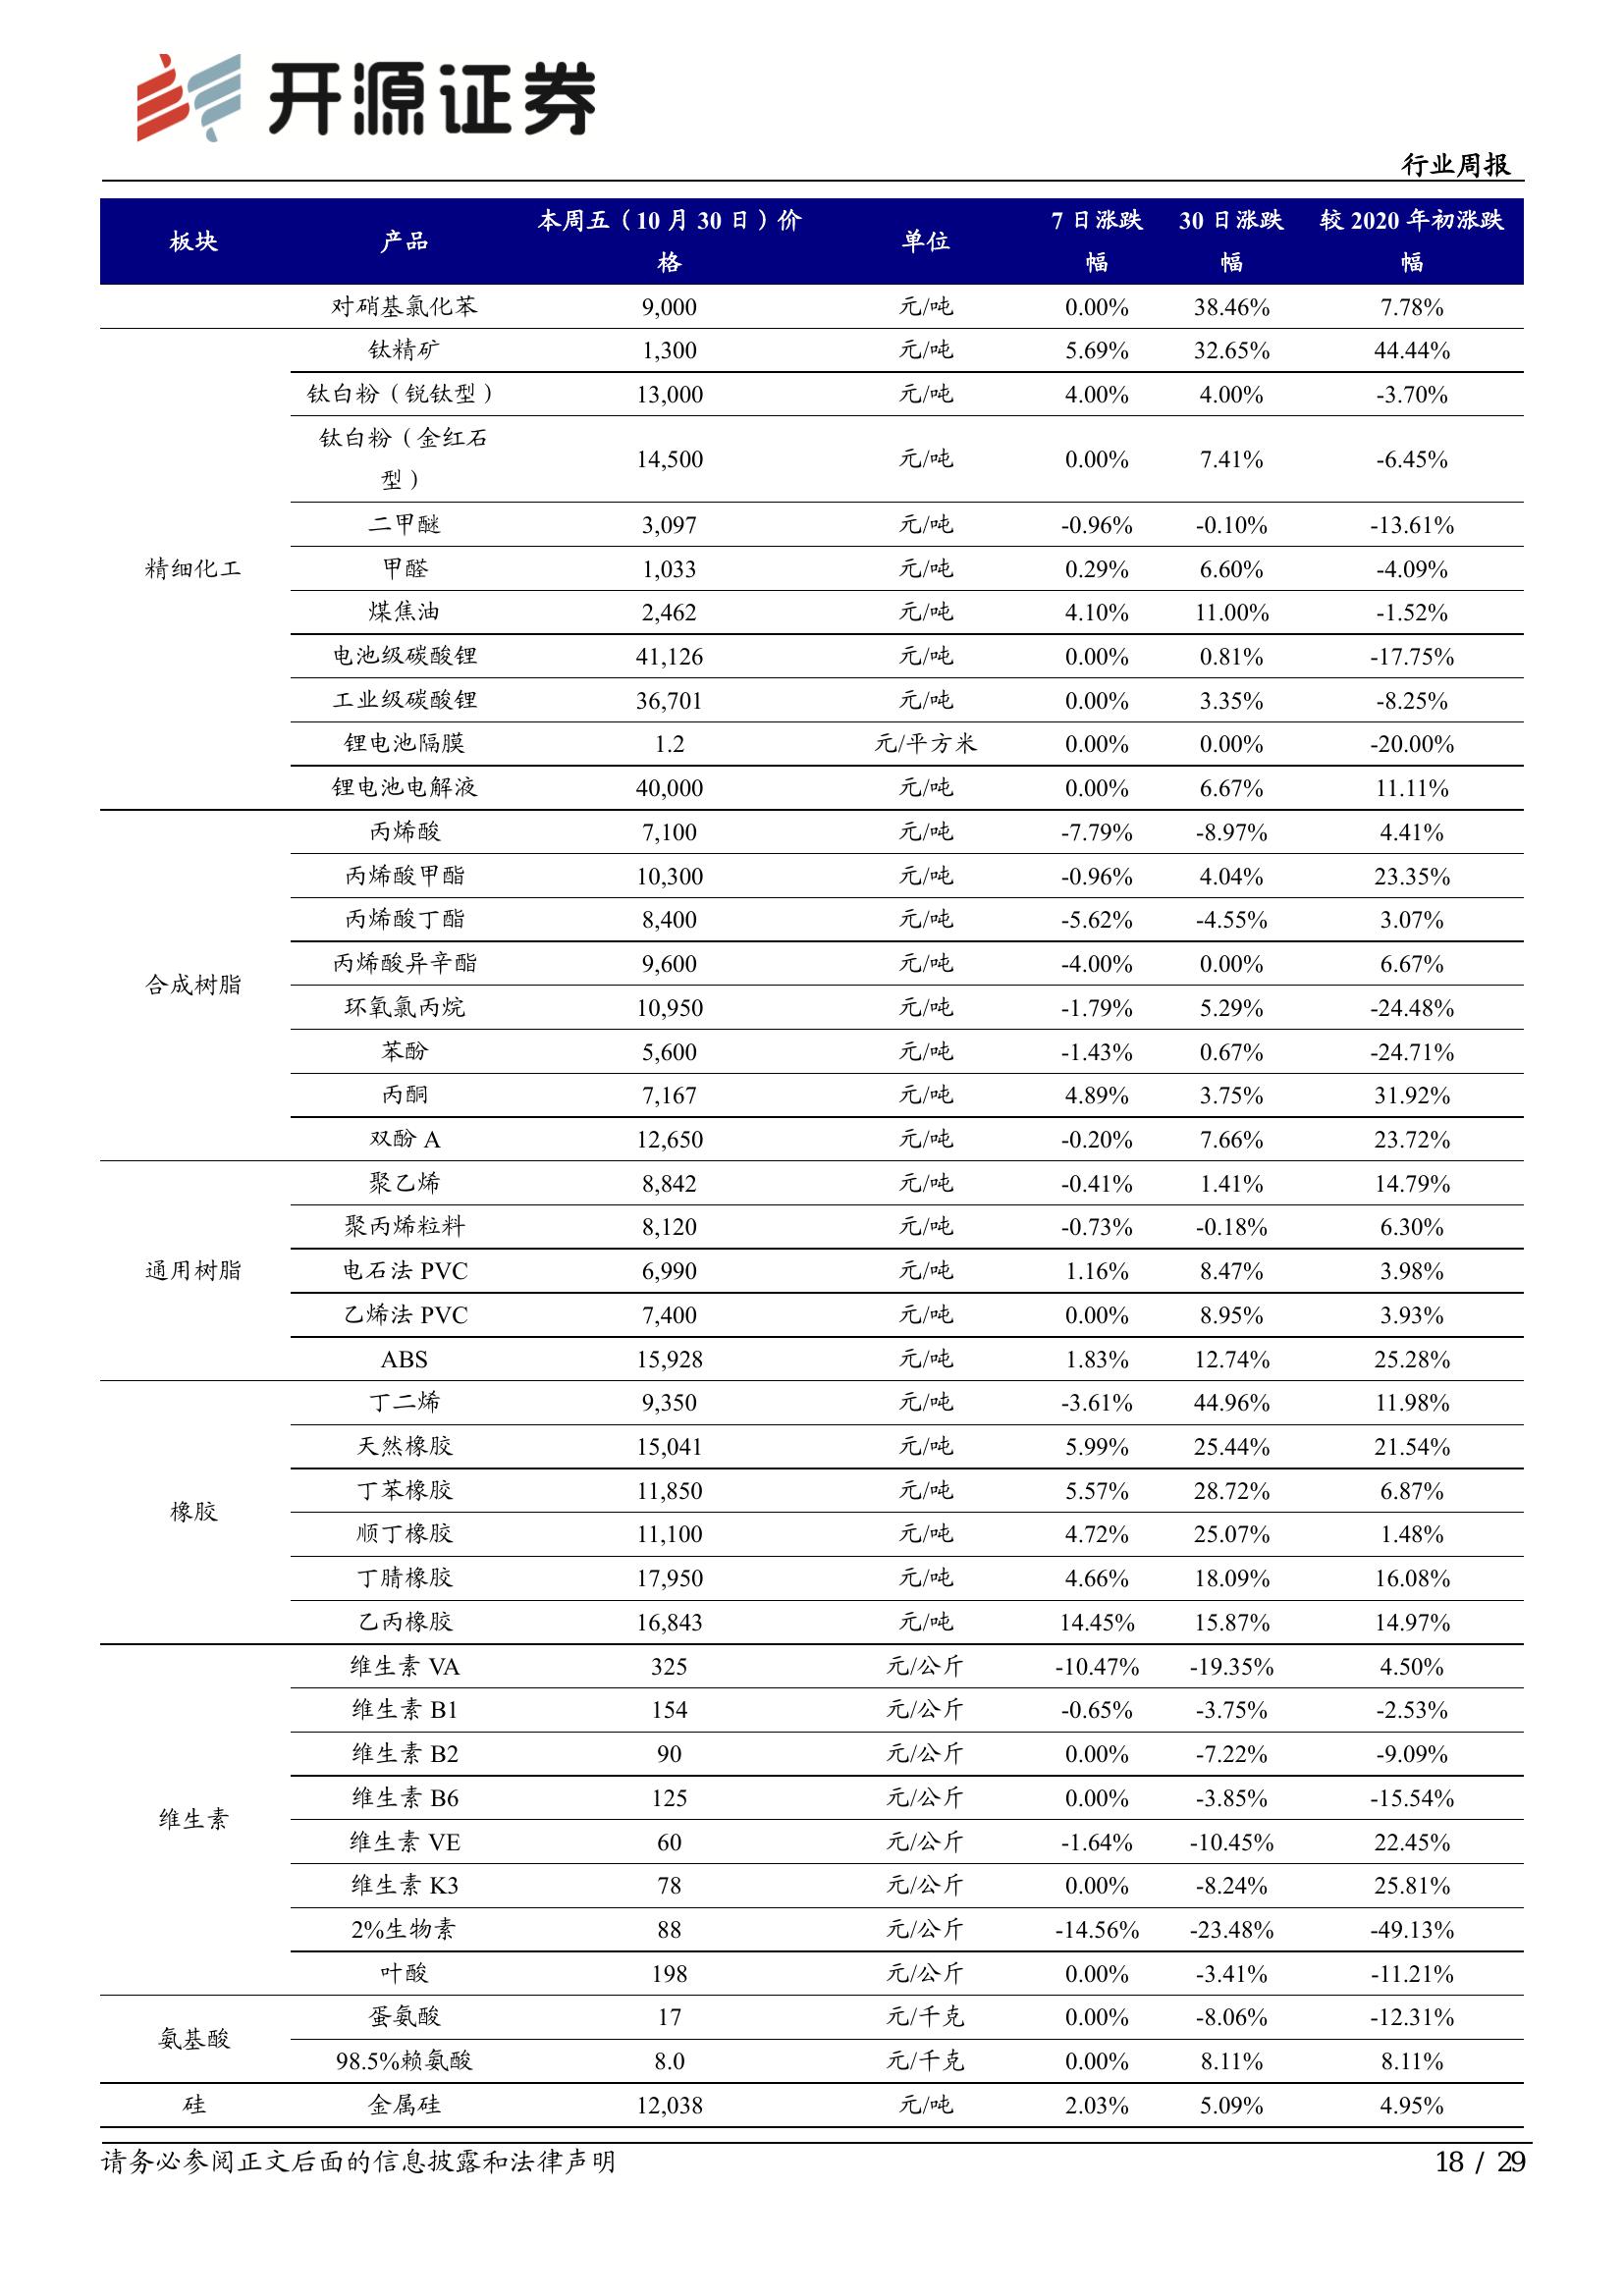 开源证券
行业周报
板块 产品 本周五（10 月 30 日）价格 单位 7 日涨跌幅 30 日涨跌幅 较 2020 年初涨跌幅
对硝基氯化苯 9,000 元/吨 0.00% 38.46% 7.78%
精细化工 钛精矿 1,300 元/吨 5.69% 32.65% 44.44%
钛白粉（锐钛型） 13,000 元/吨 4.00% 4.00% -3.70%
钛白粉（金红石型） 14,500 元/吨 0.00% 7.41% -6.45%
二甲醚 3,097 元/吨 -0.96% -0.10% -13.61%
甲醛 1,033 元/吨 0.29% 6.60% -4.09%
煤焦油 2,462 元/吨 4.10% 11.00% -1.52%
电池级碳酸锂 41,126 元/吨 0.00% 0.81% -17.75%
工业级碳酸锂 36,701 元/吨 0.00% 3.35% -8.25%
锂电池隔膜 1.2 元/平方米 0.00% 0.00% -20.00%
锂电池电解液 40,000 元/吨 0.00% 6.67% 11.11%
合成树脂 丙烯酸 7,100 元/吨 -7.79% -8.97% 4.41%
丙烯酸甲酯 10,300 元/吨 -0.96% 4.04% 23.35%
丙烯酸丁酯 8,400 元/吨 -5.62% -4.55% 3.07%
丙烯酸异辛酯 9,600 元/吨 -4.00% 0.00% 6.67%
环氧氯丙烷 10,950 元/吨 -1.79% 5.29% -24.48%
苯酚 5,600 元/吨 -1.43% 0.67% -24.71%
丙酮 7,167 元/吨 4.89% 3.75% 31.92%
双酚 A 12,650 元/吨 -0.20% 7.66% 23.72%
通用树脂 聚乙烯 8,842 元/吨 -0.41% 1.41% 14.79%
聚丙烯粒料 8,120 元/吨 -0.73% -0.18% 6.30%
电石法 PVC 6,990 元/吨 1.16% 8.47% 3.98%
乙烯法 PVC 7,400 元/吨 0.00% 8.95% 3.93%
ABS 15,928 元/吨 1.83% 12.74% 25.28%
橡胶 丁二烯 9,350 元/吨 -3.61% 44.96% 11.98%
天然橡胶 15,041 元/吨 5.99% 25.44% 21.54%
丁苯橡胶 11,850 元/吨 5.57% 28.72% 6.87%
顺丁橡胶 11,100 元/吨 4.72% 25.07% 1.48%
丁腈橡胶 17,950 元/吨 4.66% 18.09% 16.08%
乙丙橡胶 16,843 元/吨 14.45% 15.87% 14.97%
维生素 维生素 VA 325 元/公斤 -10.47% -19.35% 4.50%
维生素 B1 154 元/公斤 -0.65% -3.75% -2.53%
维生素 B2 90 元/公斤 0.00% -7.22% -9.09%
维生素 B6 125 元/公斤 0.00% -3.85% -15.54%
维生素 VE 60 元/公斤 -1.64% -10.45% 22.45%
维生素 K3 78 元/公斤 0.00% -8.24% 25.81%
2%生物素 88 元/公斤 -14.56% -23.48% -49.13%
叶酸 198 元/公斤 0.00% -3.41% -11.21%
氨基酸 蛋氨酸 17 元/千克 0.00% -8.06% -12.31%
98.5%赖氨酸 8.0 元/千克 0.00% 8.11% 8.11%
硅 金属硅 12,038 元/吨 2.03% 5.09% 4.95%
请务必参阅正文后面的信息披露和法律声明 18 / 29